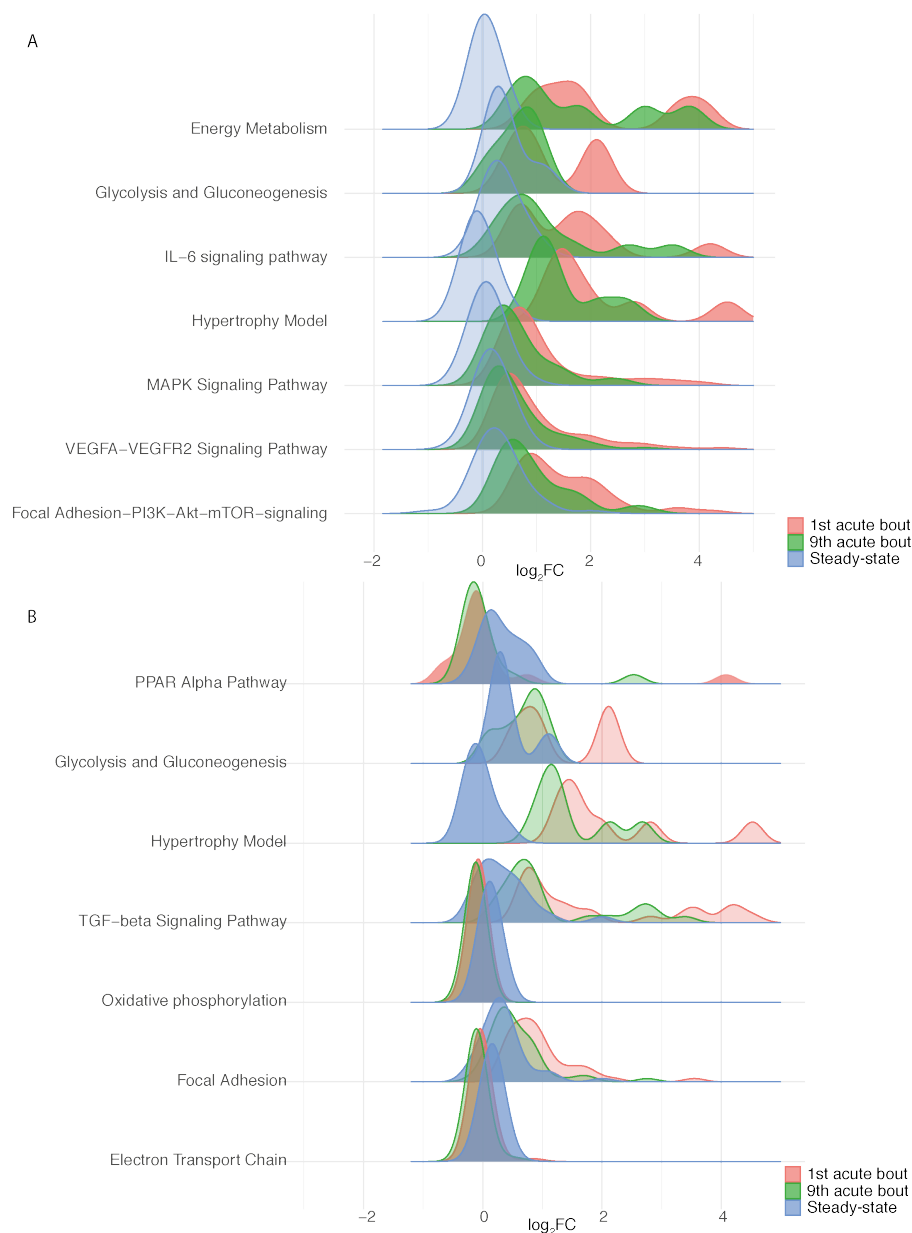 A
Energy Metabolism
Glycolysis and Gluconeogenesis
IL−6 signaling pathway
Hypertrophy Model
MAPK Signaling Pathway
VEGFA−VEGFR2 Signaling Pathway
Focal Adhesion−PI3K−Akt−mTOR−signaling
−2 0 2 4
log₂FC
1st acute bout
9th acute bout
Steady-state
B
PPAR Alpha Pathway
Glycolysis and Gluconeogenesis
Hypertrophy Model
TGF−beta Signaling Pathway
Oxidative phosphorylation
Focal Adhesion
Electron Transport Chain
−2 0 2 4
log₂FC
1st acute bout
9th acute bout
Steady-state